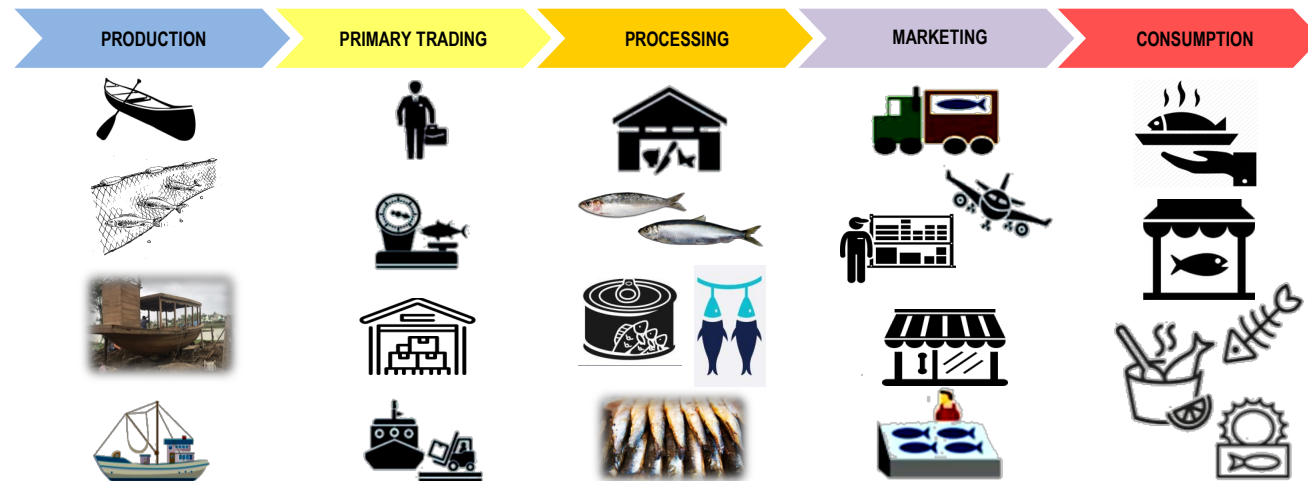 PRODUCTION
PRIMARY TRADING
PROCESSING
MARKETING
CONSUMPTION